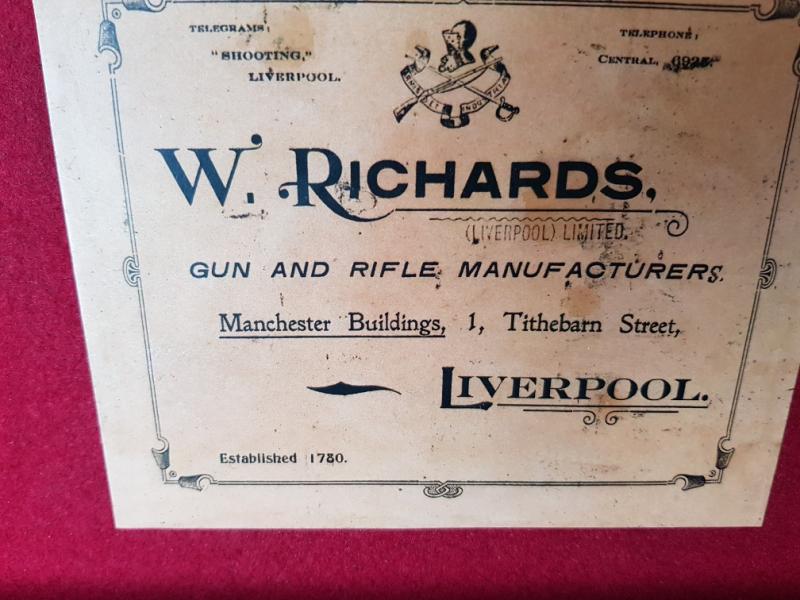 TELEGRAMS:
"SHOOTING,"
LIVERPOOL.
TELEPHONE:
CENTRAL,
W. RICHARDS,
(LIVERPOOL) LIMITED.
GUN AND RIFLE MANUFACTURERS.
Manchester Buildings, 1, Tithebarn Street,
LIVERPOOL.
Established 1780.